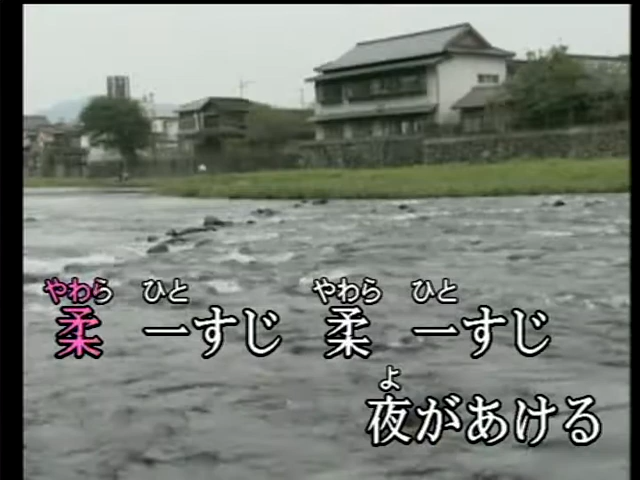 やわら ひと やわら ひと
柔 一すじ 柔 一すじ
よ
夜があける